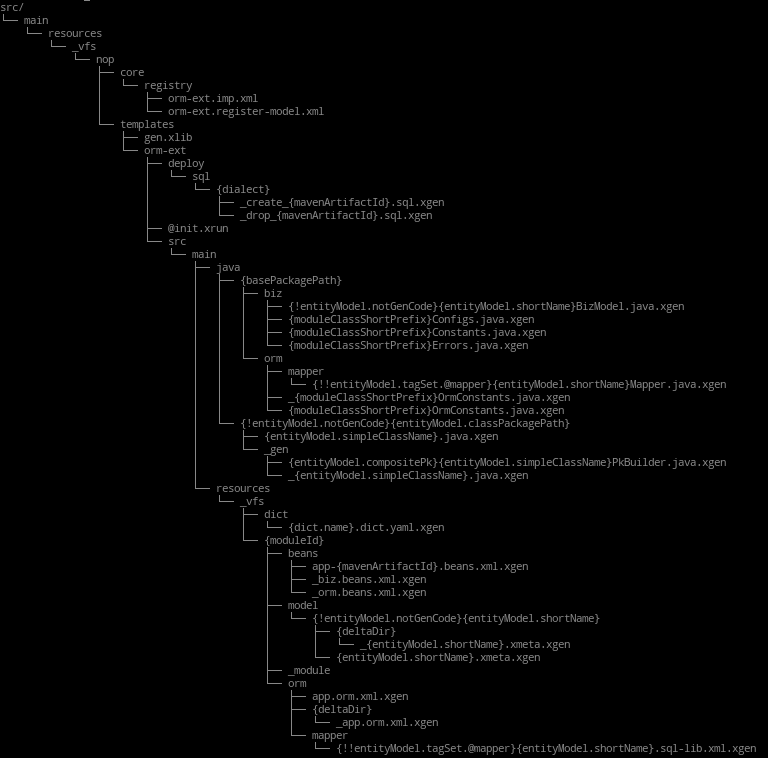 src/
└── main
    └── resources
        └── _vfs
            └── nop
                ├── core
                │   └── registry
                │       ├── orm-ext.imp.xml
                │       └── orm-ext.register-model.xml
                └── templates
                    ├── gen.xlib
                    └── orm-ext
                        ├── deploy
                        │   └── sql
                        │       └── {dialect}
                        │           ├── _create_{mavenArtifactId}.sql.xgen
                        │           └── _drop_{mavenArtifactId}.sql.xgen
                        ├── @init.xrun
                        └── src
                            └── main
                                ├── java
                                │   ├── {basePackagePath}
                                │   │   ├── biz
                                │   │   │   ├── {!entityModel.notGenCode}{entityModel.shortName}BizModel.java.xgen
                                │   │   │   ├── {moduleClassShortPrefix}Configs.java.xgen
                                │   │   │   ├── {moduleClassShortPrefix}Constants.java.xgen
                                │   │   │   └── {moduleClassShortPrefix}Errors.java.xgen
                                │   │   └── orm
                                │   │       ├── mapper
                                │   │       │   └── {!!entityModel.tagSet.@mapper}{entityModel.shortName}Mapper.java.xgen
                                │   │       ├── _{moduleClassShortPrefix}OrmConstants.java.xgen
                                │   │       └── {moduleClassShortPrefix}OrmConstants.java.xgen
                                │   └── {!entityModel.notGenCode}{entityModel.classPackagePath}
                                │       ├── {entityModel.simpleClassName}.java.xgen
                                │       └── _gen
                                │           ├── {entityModel.compositePk}{entityModel.simpleClassName}PkBuilder.java.xgen
                                │           └── _{entityModel.simpleClassName}.java.xgen
                                └── resources
                                    └── _vfs
                                        ├── dict
                                        │   └── {dict.name}.dict.yaml.xgen
                                        └── {moduleId}
                                            ├── beans
                                            │   ├── app-{mavenArtifactId}.beans.xml.xgen
                                            │   ├── _biz.beans.xml.xgen
                                            │   └── _orm.beans.xml.xgen
                                            ├── model
                                            │   └── {!entityModel.notGenCode}{entityModel.shortName}
                                            │       ├── {deltaDir}
                                            │       │   └── _{entityModel.shortName}.xmeta.xgen
                                            │       └── {entityModel.shortName}.xmeta.xgen
                                            ├── _module
                                            └── orm
                                                ├── app.orm.xml.xgen
                                                ├── {deltaDir}
                                                │   └── _app.orm.xml.xgen
                                                └── mapper
                                                    └── {!!entityModel.tagSet.@mapper}{entityModel.shortName}.sql-lib.xml.xgen